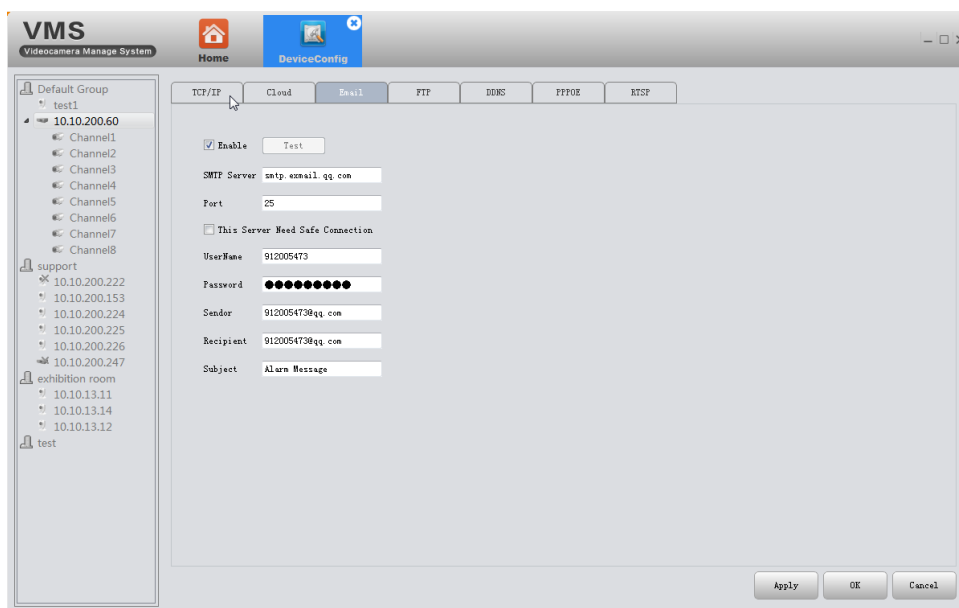 VMS
Videocamera Manage System
Home
DeviceConfig
Default Group
test1
10.10.200.60
Channel1
Channel2
Channel3
Channel4
Channel5
Channel6
Channel7
Channel8
support
10.10.200.222
10.10.200.153
10.10.200.224
10.10.200.225
10.10.200.226
10.10.200.247
exhibition room
10.10.13.11
10.10.13.14
10.10.13.12
test
TCP/IP Cloud Email FTP DDNS PPPOE RTSP
Enable Test
SMTP Server smtp.exmail.qq.com
Port 25
This Server Need Safe Connection
UserName 912005473
Password ●●●●●●●●●
Sendor 912005473@qq.com
Recipient 912005473@qq.com
Subject Alarm Message
Apply OK Cancel